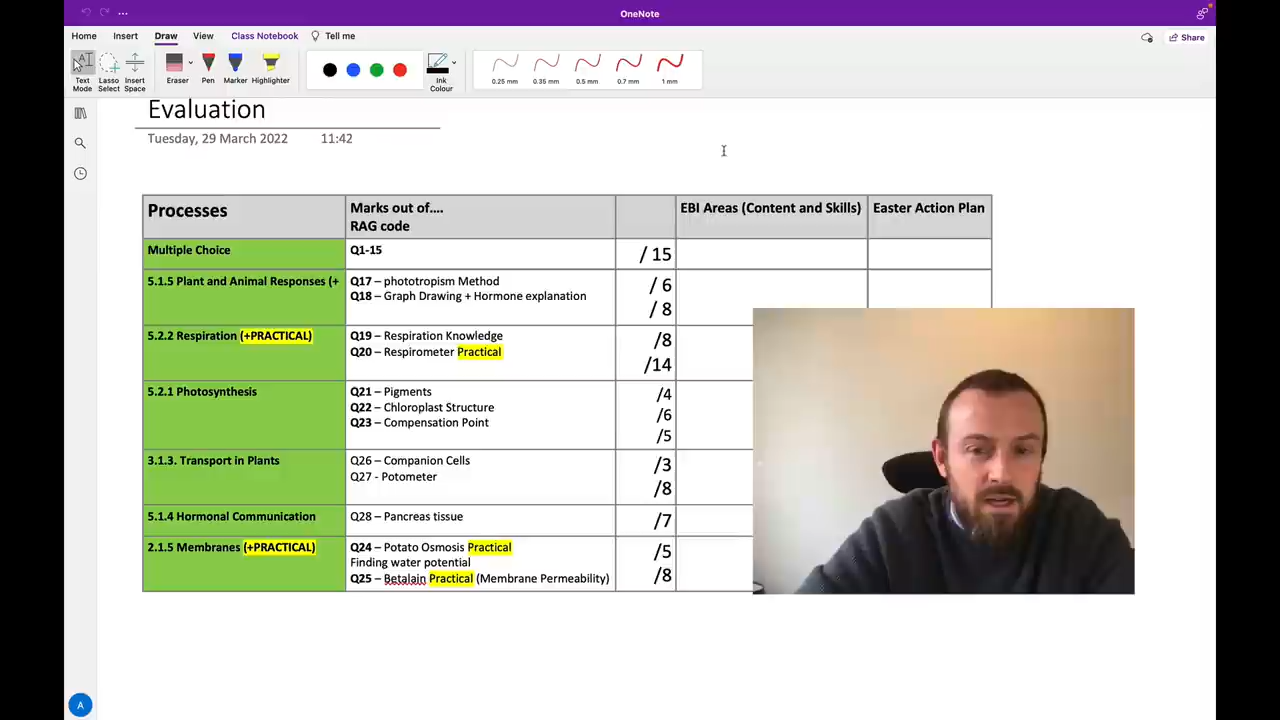 OneNote
Home Insert Draw View Class Notebook Tell me
Share
Text Mode
Lasso Select
Insert Space
Eraser
Pen
Marker
Highlighter
Ink Colour
0.25 mm 0.35 mm 0.5 mm 0.7 mm 1 mm
Evaluation
Tuesday, 29 March 2022 11:42
Processes
Marks out of....
RAG code
EBI Areas (Content and Skills)
Easter Action Plan
Multiple Choice
Q1-15
/ 15
5.1.5 Plant and Animal Responses (+
Q17 – phototropism Method
Q18 – Graph Drawing + Hormone explanation
/ 6
/ 8
5.2.2 Respiration (+PRACTICAL)
Q19 – Respiration Knowledge
Q20 – Respirometer Practical
/8
/14
5.2.1 Photosynthesis
Q21 – Pigments
Q22 – Chloroplast Structure
Q23 – Compensation Point
/4
/6
/5
3.1.3. Transport in Plants
Q26 – Companion Cells
Q27 - Potometer
/3
/8
5.1.4 Hormonal Communication
Q28 – Pancreas tissue
/7
2.1.5 Membranes (+PRACTICAL)
Q24 – Potato Osmosis Practical
Finding water potential
Q25 – Betalain Practical (Membrane Permeability)
/5
/8
A